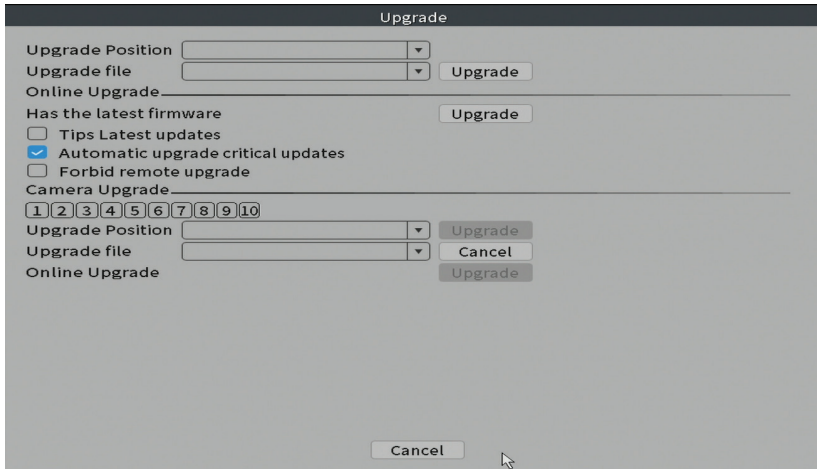 Upgrade
Upgrade Position
Upgrade file Upgrade
Online Upgrade
Has the latest firmware Upgrade
Tips Latest updates
Automatic upgrade critical updates
Forbid remote upgrade
Camera Upgrade
1 2 3 4 5 6 7 8 9 10
Upgrade Position Upgrade
Upgrade file Cancel
Online Upgrade Upgrade
Cancel